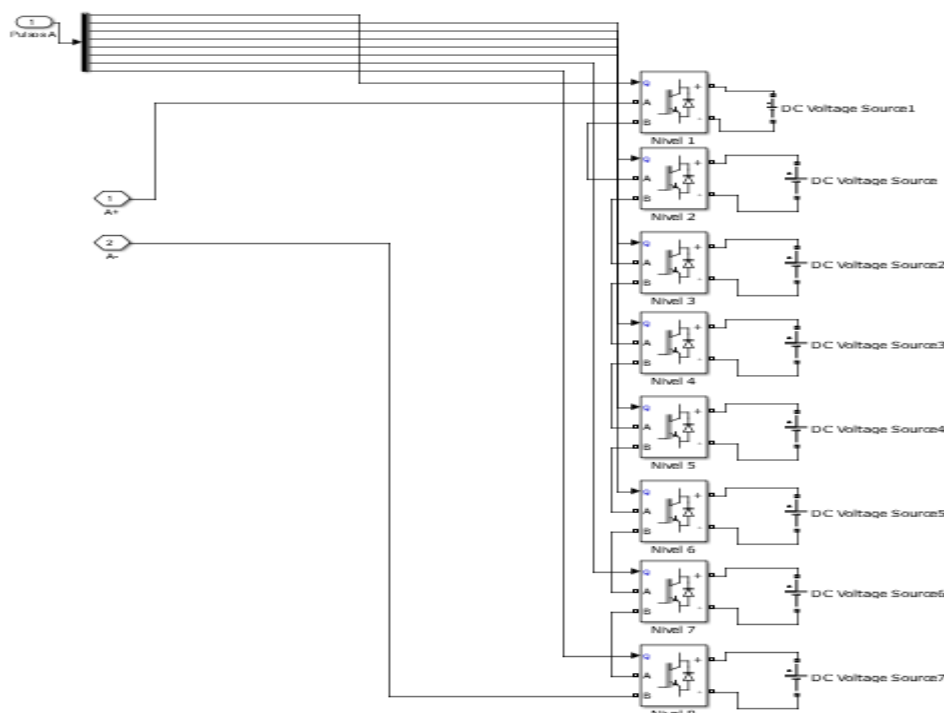 1
Pulsos A
Q
A
B
+
-
Nivel 1
DC Voltage Source1
1
A+
Q
A
B
+
-
Nivel 2
DC Voltage Source
2
A-
Q
A
B
+
-
Nivel 3
DC Voltage Source2
Q
A
B
+
-
Nivel 4
DC Voltage Source3
Q
A
B
+
-
Nivel 5
DC Voltage Source4
Q
A
B
+
-
Nivel 6
DC Voltage Source5
Q
A
B
+
-
Nivel 7
DC Voltage Source6
Q
A
B
+
-
DC Voltage Source7